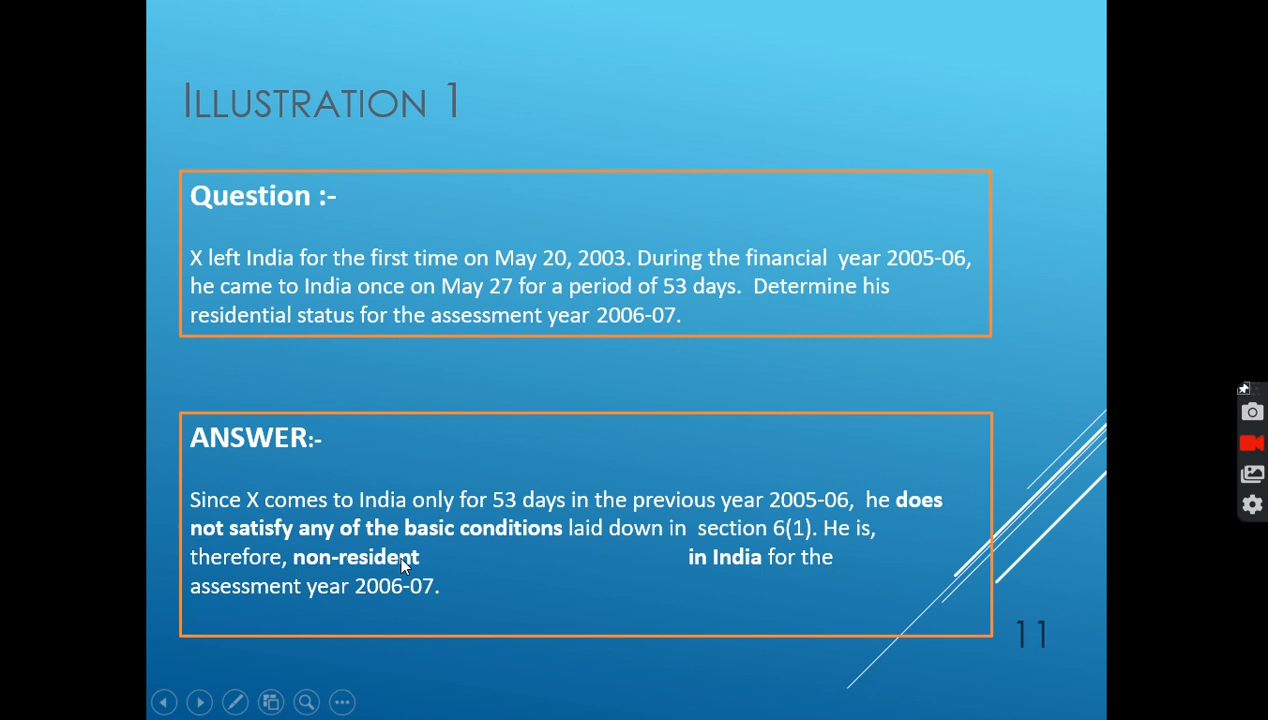 ILLUSTRATION 1
Question :-
X left India for the first time on May 20, 2003. During the financial year 2005-06,
he came to India once on May 27 for a period of 53 days. Determine his
residential status for the assessment year 2006-07.
ANSWER:-
Since X comes to India only for 53 days in the previous year 2005-06, he does
not satisfy any of the basic conditions laid down in section 6(1). He is,
therefore, non-resident in India for the
assessment year 2006-07.
11